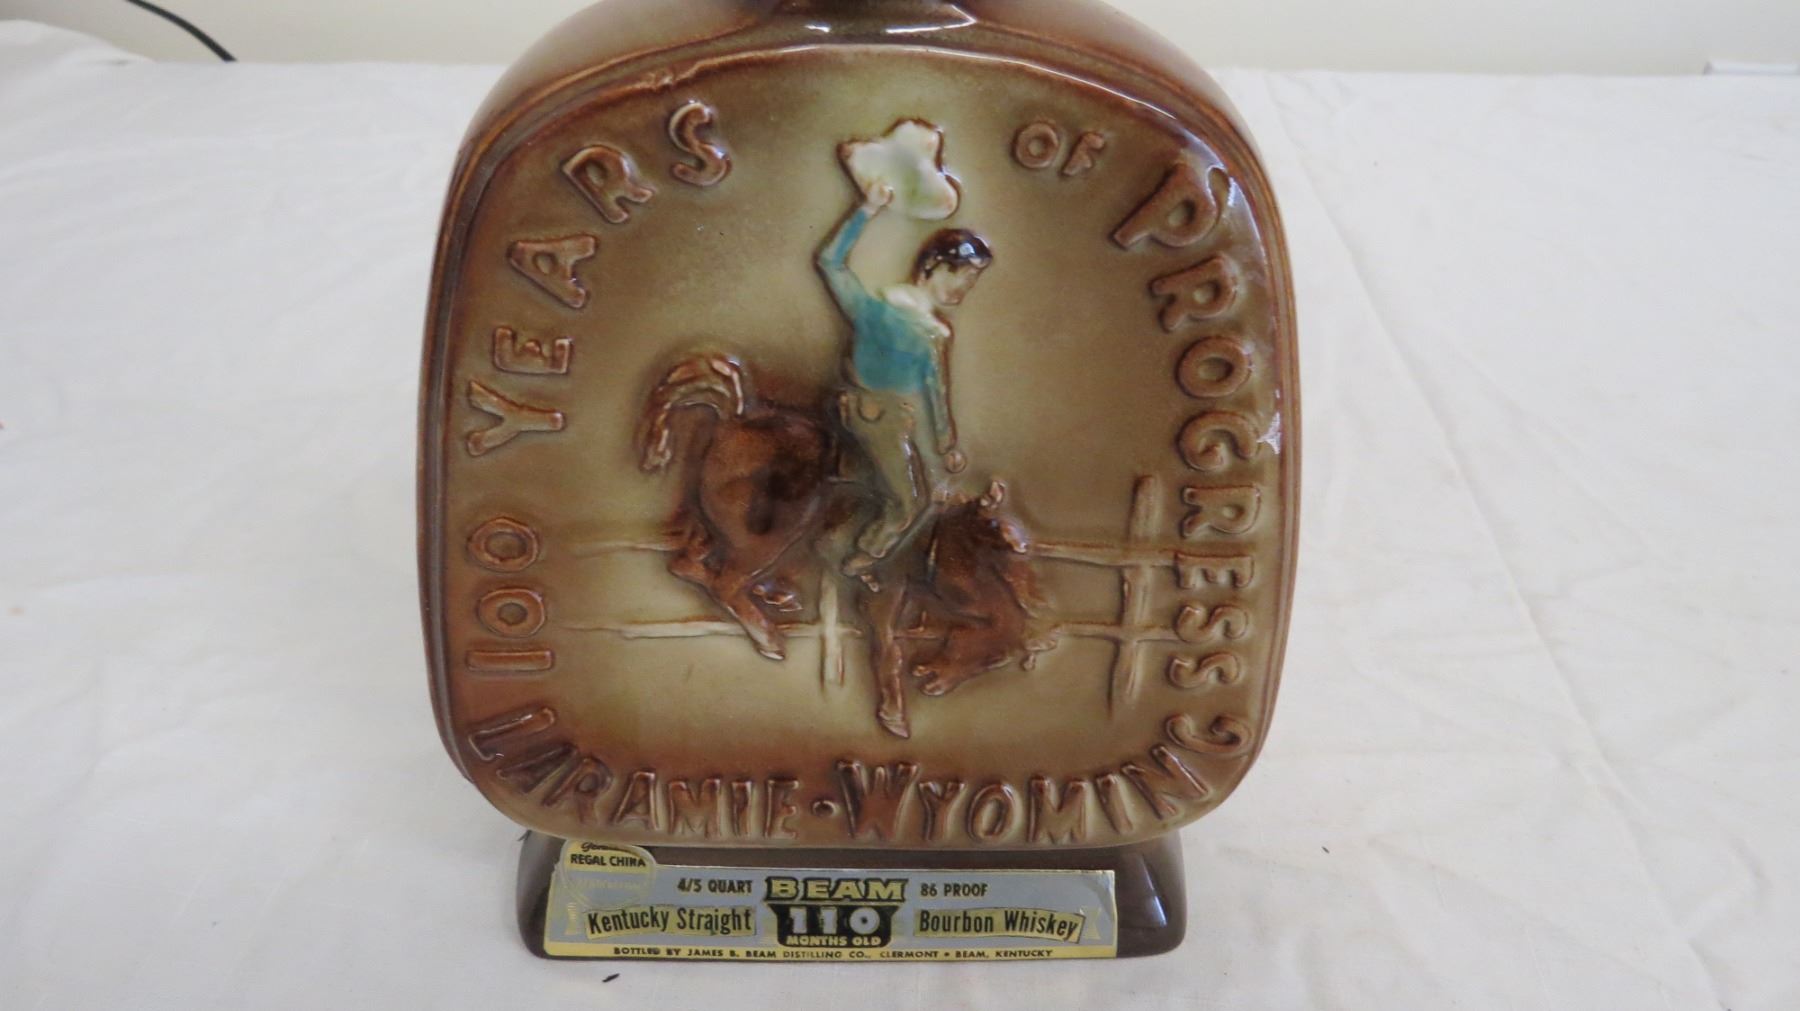 100 YEARS OF PROGRESS
LARAMIE • WYOMING
REGAL CHINA
4/5 QUART BEAM 86 PROOF
Kentucky Straight 110 Bourbon Whiskey
MONTHS OLD
BOTTLED BY JAMES B. BEAM DISTILLING CO., CLERMONT • BEAM, KENTUCKY